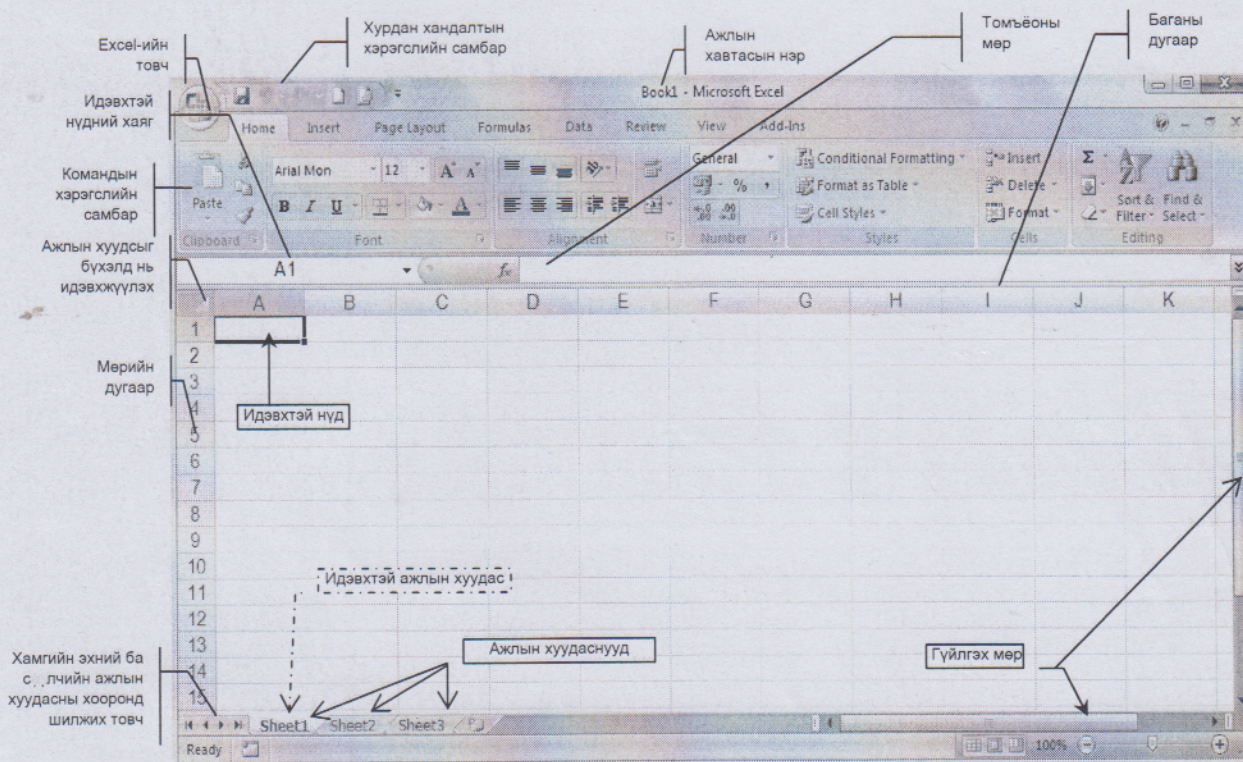 Excel-ийн
товч
Хурдан хандалтын
хэрэгслийн самбар
Ажлын
хавтасын нэр
Томъёоны
мөр
Баганы
дугаар
Идэвхтэй
нүдний хаяг
Book1 - Microsoft Excel
Home Insert Page Layout Formulas Data Review View Add-Ins
Командын
хэрэгслийн
самбар
Paste
Clipboard
Arial Mon 12 A A
B I U A
Font
Alignment
General
% ,
.0 .00
.00 .0
Number
Conditional Formatting
Format as Table
Cell Styles
Styles
Insert
Delete
Format
Cells
Σ
Sort & Filter
Find & Select
Editing
Ажлын хуудсыг
бүхэлд нь
идэвхжүүлэх
A1 fx
A B C D E F G H I J K
1
2
Мөрийн
дугаар
3
4
Идэвхтэй нүд
5
6
7
8
9
10
Идэвхтэй ажлын хуудас
11
12
13
Ажлын хуудаснууд
Гүйлгэх мөр
14
15
Хамгийн эхний ба
ажлын
хуудасны хооронд
шилжих товч
Sheet1 Sheet2 Sheet3
Ready 100%